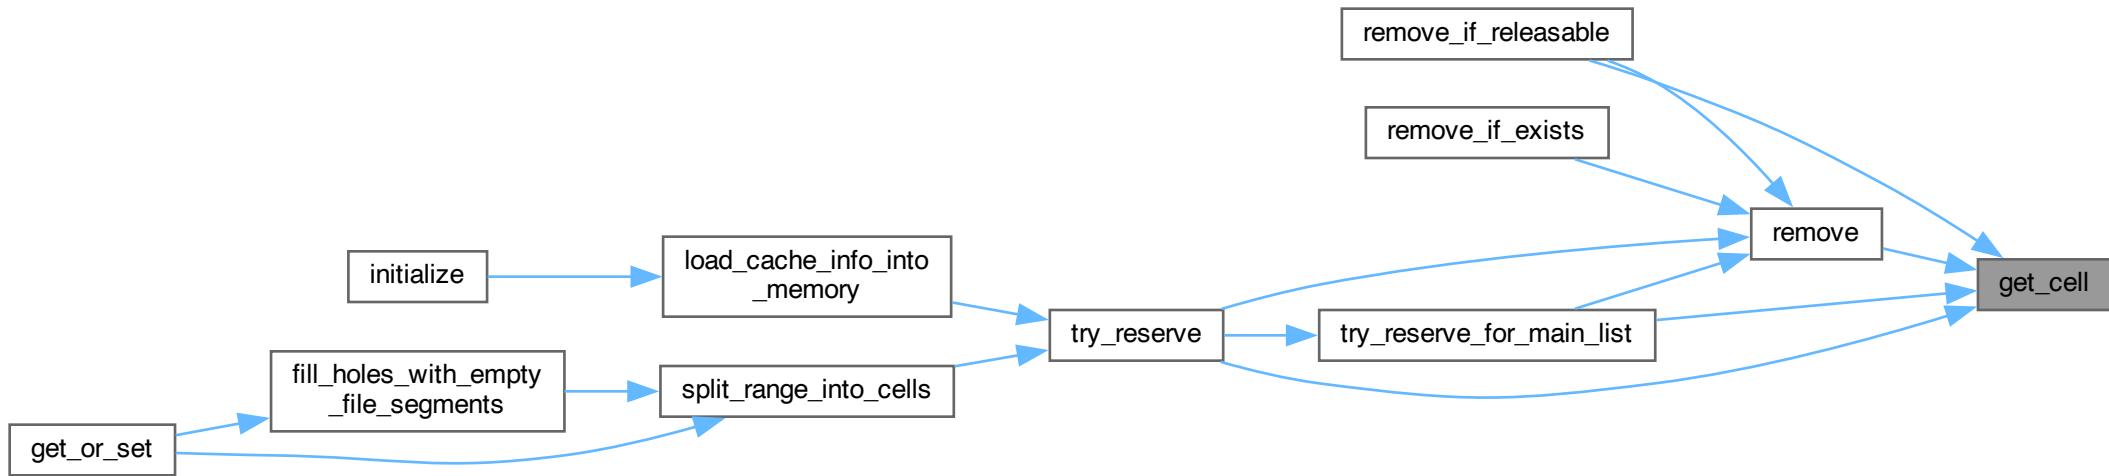 remove_if_releasable
remove_if_exists
remove
initialize
load_cache_info_into
_memory
get_cell
try_reserve
try_reserve_for_main_list
fill_holes_with_empty
_file_segments
split_range_into_cells
get_or_set